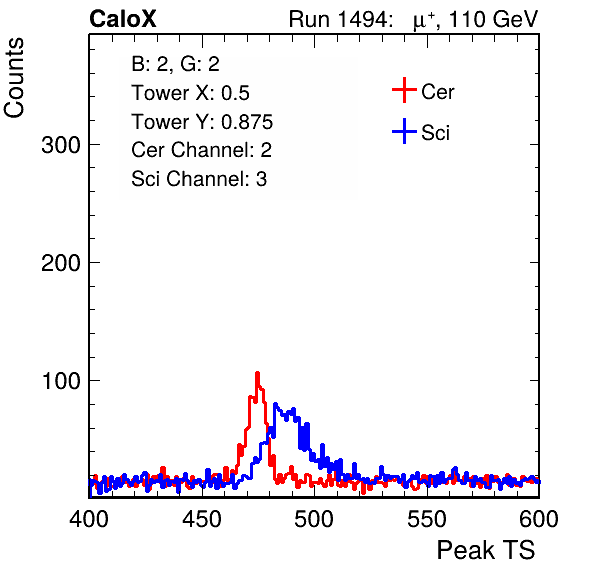 CaloX Run 1494: μ⁺, 110 GeV
Counts
B: 2, G: 2
Tower X: 0.5
Tower Y: 0.875
Cer Channel: 2
Sci Channel: 3
Cer
Sci
300
200
100
400 450 500 550 600
Peak TS